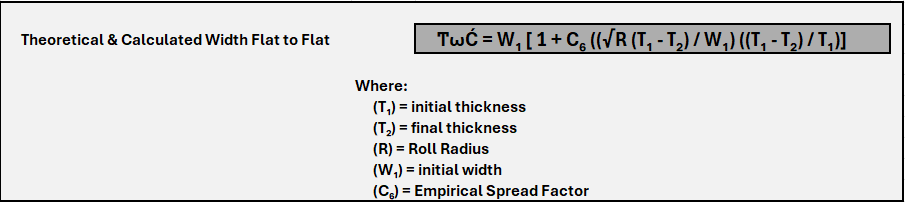 Theoretical & Calculated Width Flat to Flat
ƬωĆ = W₁ [ 1 + C₆ ((√R (T₁ - T₂) / W₁) ((T₁ - T₂) / T₁)]
Where:
(T₁) = initial thickness
(T₂) = final thickness
(R) = Roll Radius
(W₁) = initial width
(C₆) = Empirical Spread Factor